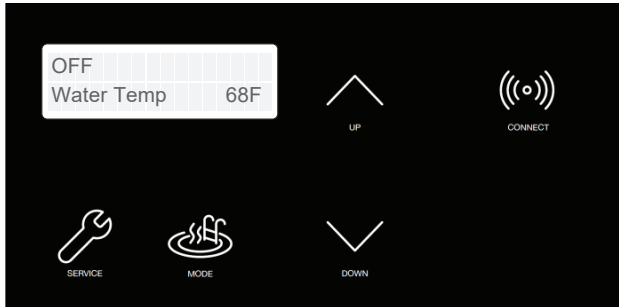 OFF
Water Temp 68F
UP
CONNECT
SERVICE
MODE
DOWN